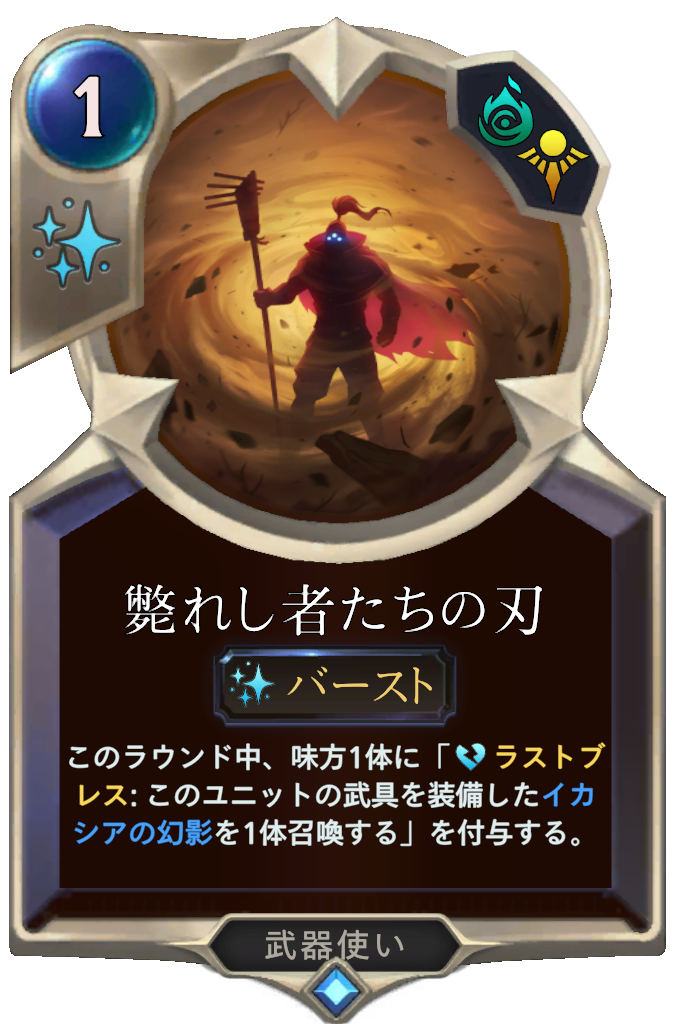 1
斃れし者たちの刃
バースト
このラウンド中、味方1体に「ラストブ
レス: このユニットの武具を装備したイカ
シアの幻影を1体召喚する」を付与する。
武器使い